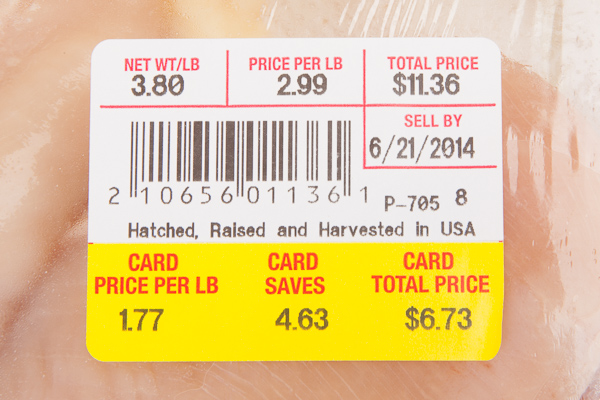 NET WT/LB PRICE PER LB TOTAL PRICE
3.80 2.99 $11.36
SELL BY
6/21/2014
2 10656 01136 1 P-705 8
Hatched, Raised and Harvested in USA
CARD CARD CARD
PRICE PER LB SAVES TOTAL PRICE
1.77 4.63 $6.73